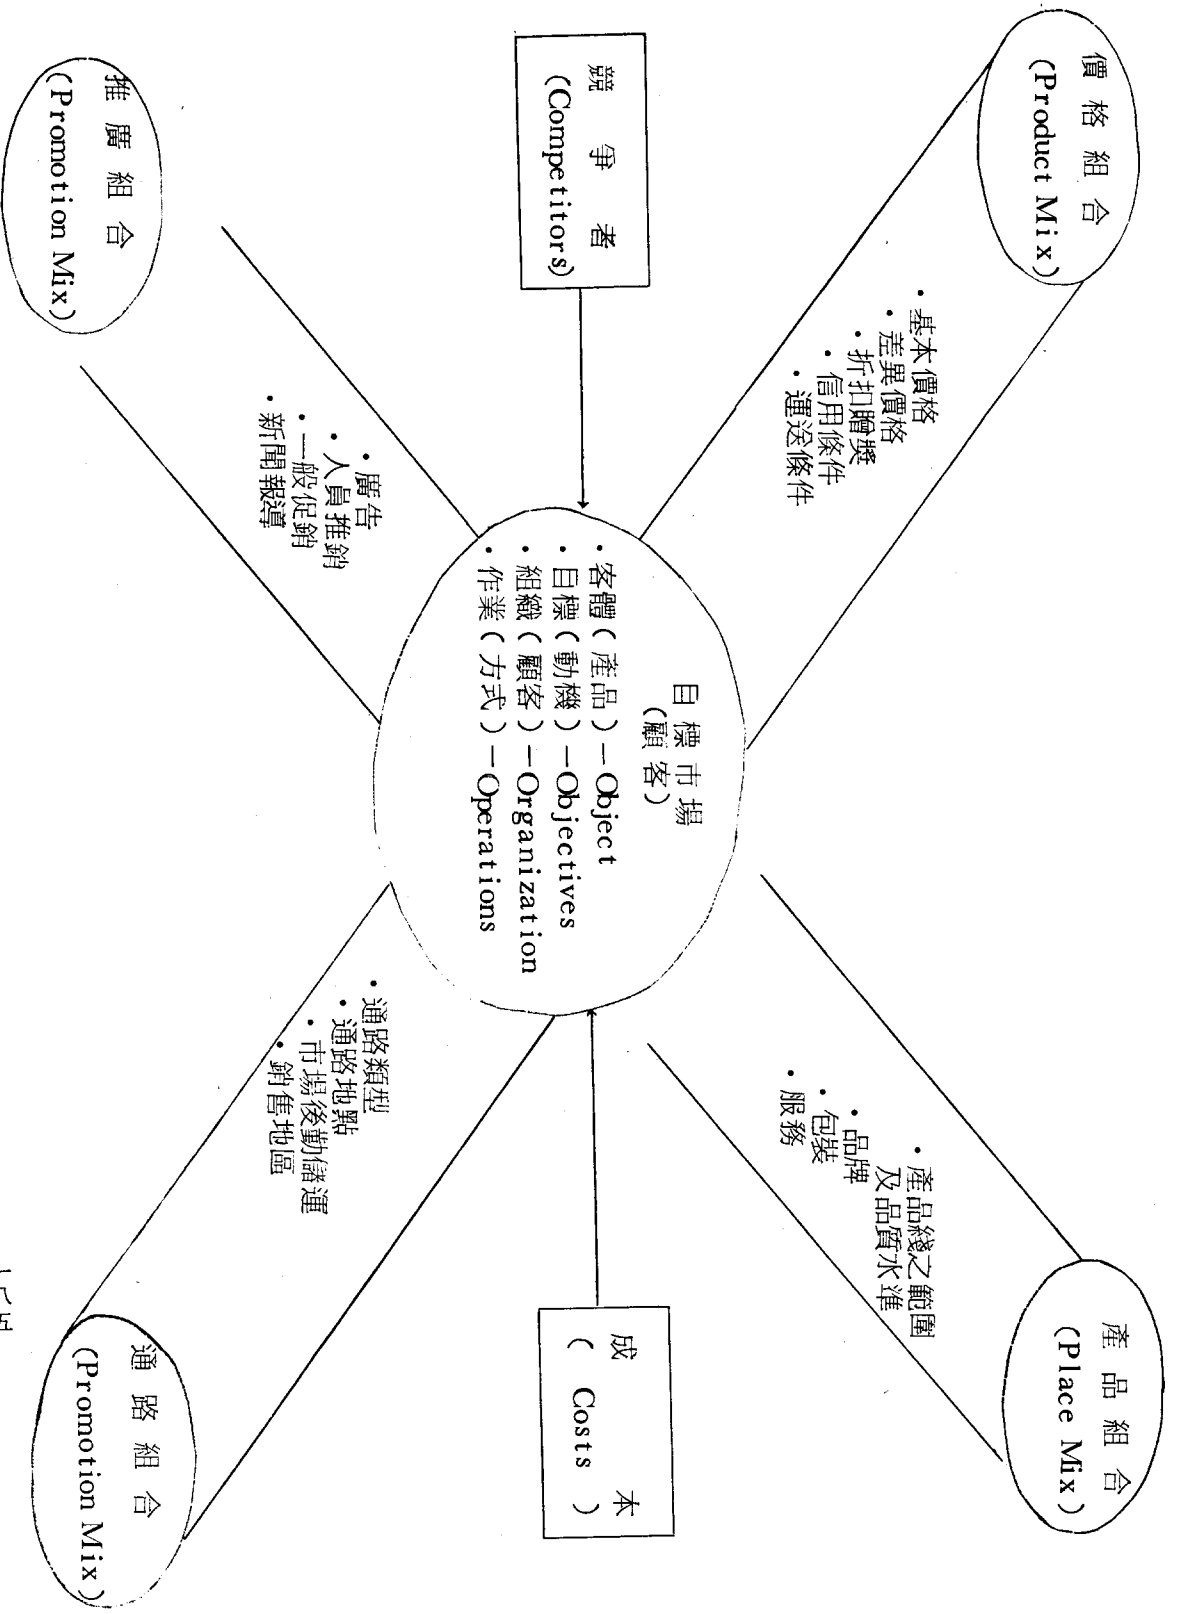 價格組合
(Product Mix)
・基本價格
・差異價格
・折扣贈獎
・信用條件
・運送條件
產品組合
(Place Mix)
・產品綫之範圍
及品質水準
・品牌
・包裝
・服務
競爭者
(Competitors)
目標市場
(顧客)
・客體(產品)—Object
・目標(動機)—Objectives
・組織(顧客)—Organization
・作業(方式)—Operations
成本
( Costs )
推廣組合
(Promotion Mix)
・廣告
・人員推銷
・一般促銷
・新聞報導
通路組合
(Promotion Mix)
・通路類型
・通路地點
・市場後勤儲運
・銷售地區